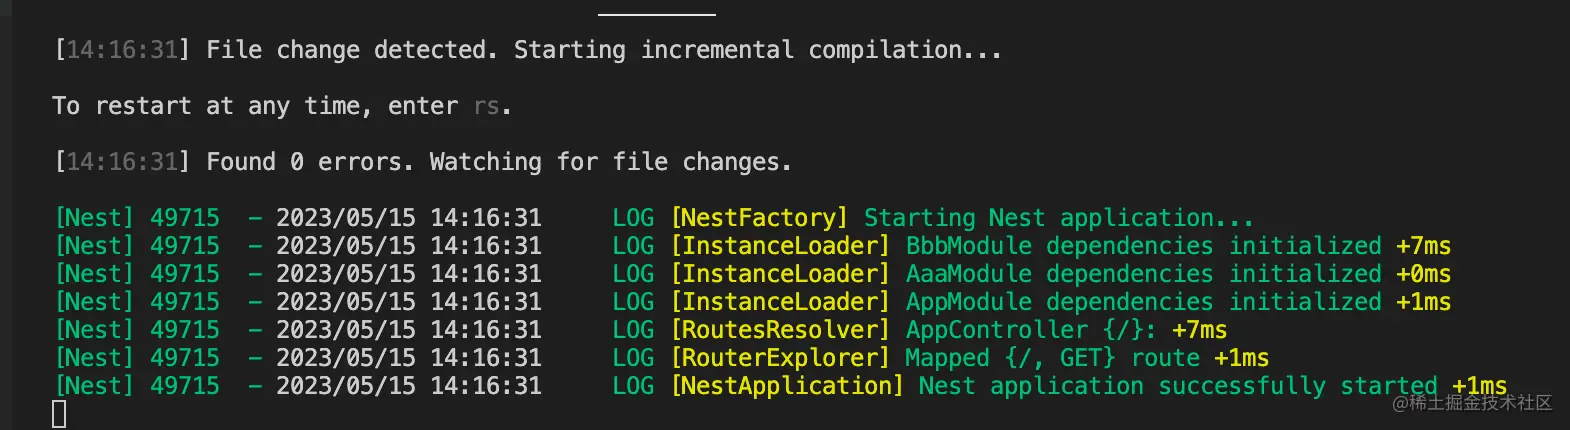 [14:16:31] File change detected. Starting incremental compilation...
To restart at any time, enter rs.
[14:16:31] Found 0 errors. Watching for file changes.
[Nest] 49715  - 2023/05/15 14:16:31     LOG [NestFactory] Starting Nest application...
[Nest] 49715  - 2023/05/15 14:16:31     LOG [InstanceLoader] BbbModule dependencies initialized +7ms
[Nest] 49715  - 2023/05/15 14:16:31     LOG [InstanceLoader] AaaModule dependencies initialized +0ms
[Nest] 49715  - 2023/05/15 14:16:31     LOG [InstanceLoader] AppModule dependencies initialized +1ms
[Nest] 49715  - 2023/05/15 14:16:31     LOG [RoutesResolver] AppController {/}: +7ms
[Nest] 49715  - 2023/05/15 14:16:31     LOG [RouterExplorer] Mapped {/, GET} route +1ms
[Nest] 49715  - 2023/05/15 14:16:31     LOG [NestApplication] Nest application successfully started +1ms
@稀土掘金技术社区